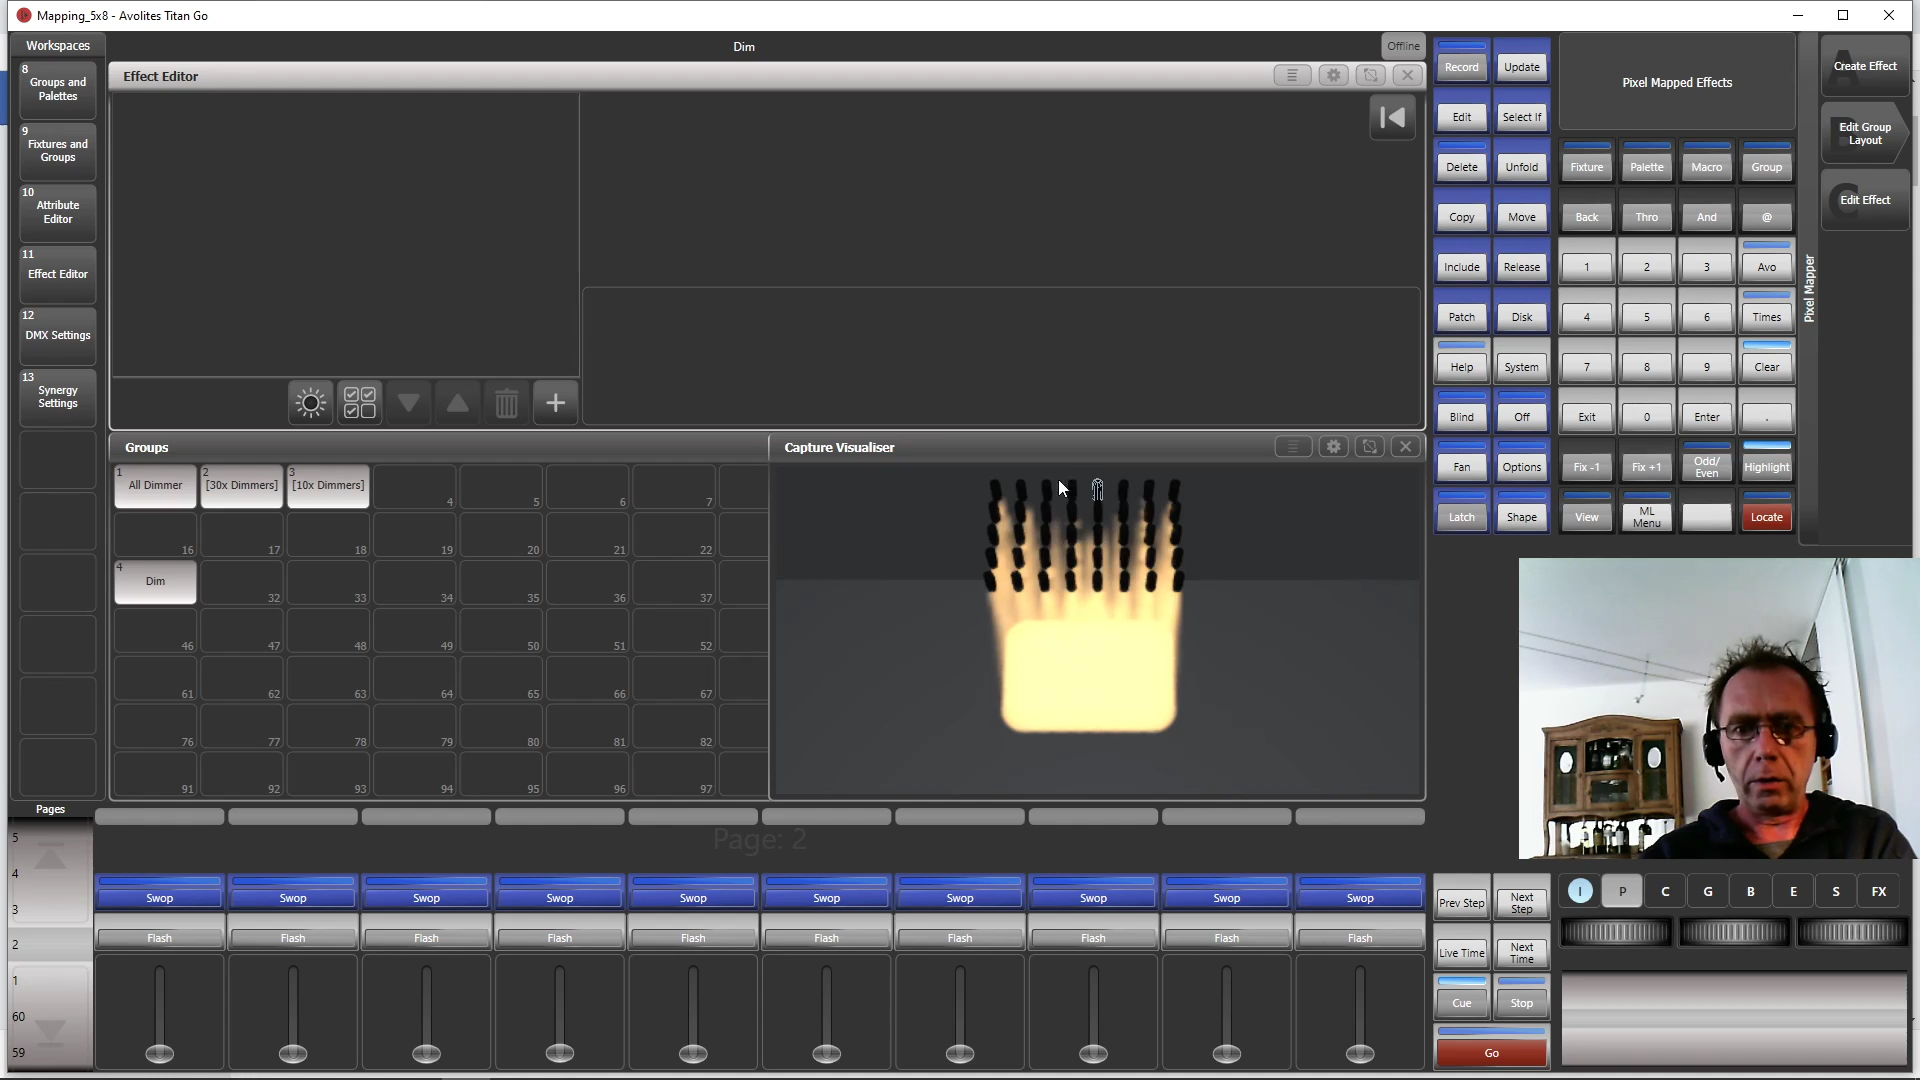 Mapping_5x8 - Avolites Titan Go
Workspaces
Dim
Offline
8
Groups and
Palettes
9
Fixtures and
Groups
10
Attribute
Editor
11
Effect Editor
12
DMX Settings
13
Synergy
Settings
Effect Editor
Groups
1
All Dimmer
2
[30x Dimmers]
3
[10x Dimmers]
4
5
6
7
16
17
18
19
20
21
22
4
Dim
32
33
34
35
36
37
46
47
48
49
50
51
52
61
62
63
64
65
66
67
76
77
78
79
80
81
82
91
92
93
94
95
96
97
Capture Visualiser
Record
Update
Edit
Select If
Delete
Unfold
Copy
Move
Include
Release
Patch
Disk
Help
System
Blind
Off
Fan
Options
Latch
Shape
Pixel Mapped Effects
Fixture
Palette
Macro
Group
Back
Thro
And
@
1
2
3
Avo
4
5
6
Times
7
8
9
Clear
Exit
0
Enter
.
Fix -1
Fix +1
Odd/
Even
Highlight
View
ML
Menu
Locate
Pixel Mapper
A
Create Effect
B
Edit Group
Layout
C
Edit Effect
Pages
5
4
3
2
1
60
59
Page: 2
Swop
Swop
Swop
Swop
Swop
Swop
Swop
Swop
Swop
Swop
Flash
Flash
Flash
Flash
Flash
Flash
Flash
Flash
Flash
Flash
Prev Step
Next
Step
Live Time
Next
Time
Cue
Stop
Go
I
P
C
G
B
E
S
FX